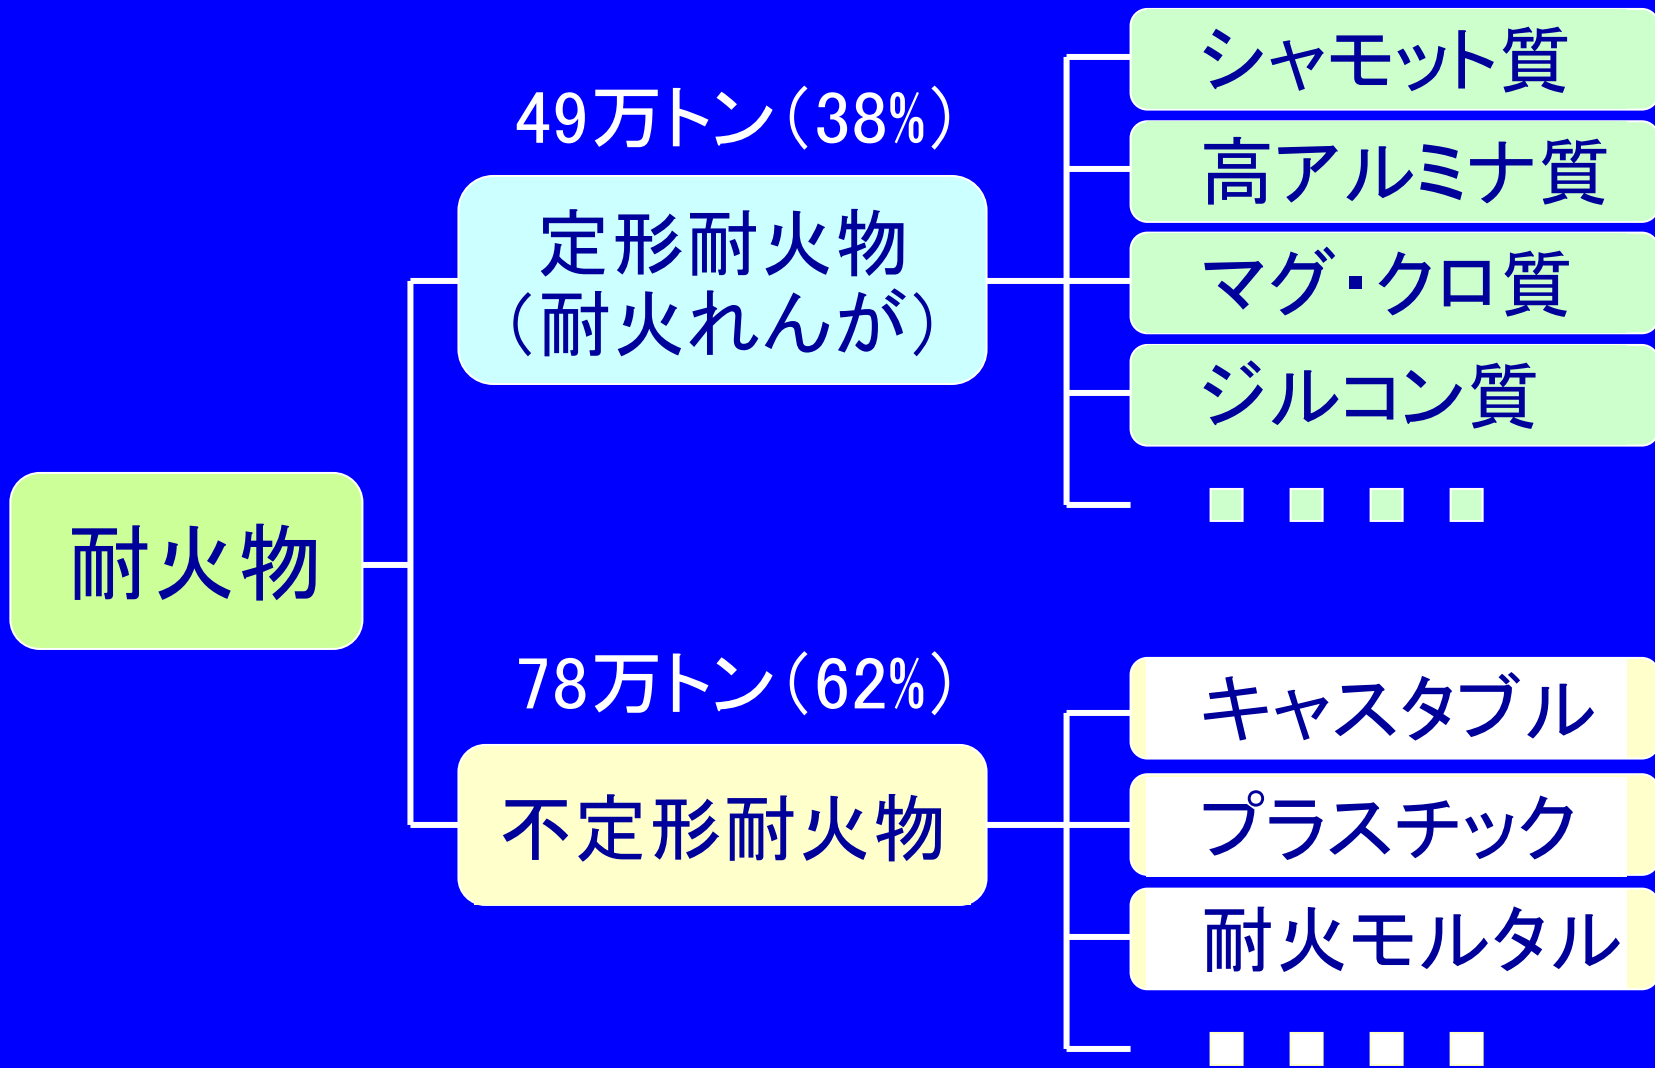 耐火物
49万トン(38%)
定形耐火物
(耐火れんが)
シャモット質
高アルミナ質
マグ・クロ質
ジルコン質
78万トン(62%)
不定形耐火物
キャスタブル
プラスチック
耐火モルタル